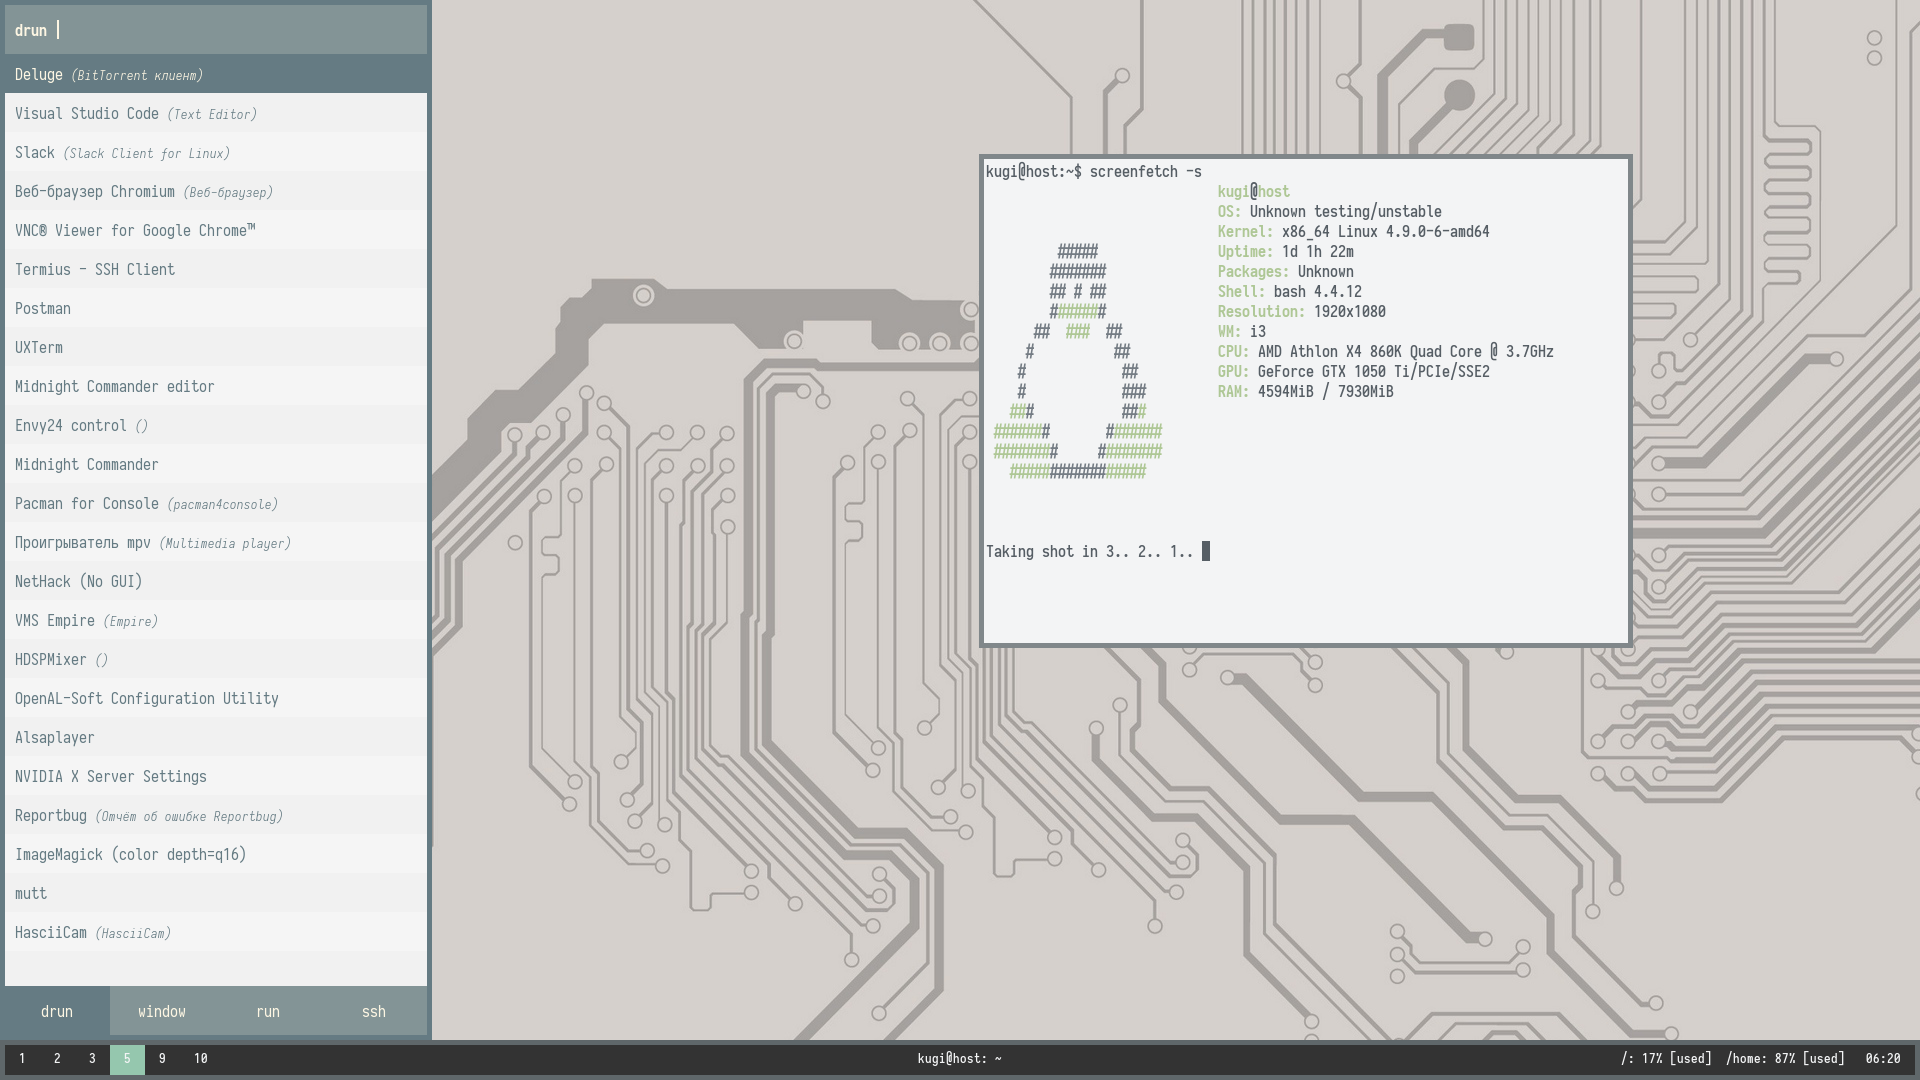 drun
Deluge (BitTorrent клиент)
Visual Studio Code (Text Editor)
Slack (Slack Client for Linux)
Веб-браузер Chromium (Веб-браузер)
VNC® Viewer for Google Chrome™
Termius - SSH Client
Postman
UXTerm
Midnight Commander editor
Envy24 control ()
Midnight Commander
Pacman for Console (pacman4console)
Проигрыватель mpv (Multimedia player)
NetHack (No GUI)
VMS Empire (Empire)
HDSPMixer ()
OpenAL-Soft Configuration Utility
Alsaplayer
NVIDIA X Server Settings
Reportbug (Отчём об ошибке Reportbug)
ImageMagick (color depth=q16)
mutt
HasciiCam (HasciiCam)
drun window run ssh
kugi@host:~$ screenfetch -s
kugi@host
OS: Unknown testing/unstable
Kernel: x86_64 Linux 4.9.0-6-amd64
Uptime: 1d 1h 22m
Packages: Unknown
Shell: bash 4.4.12
Resolution: 1920x1080
WM: i3
CPU: AMD Athlon X4 860K Quad Core @ 3.7GHz
GPU: GeForce GTX 1050 Ti/PCIe/SSE2
RAM: 4594MiB / 7930MiB
Taking shot in 3.. 2.. 1..
1 2 3 5 9 10 kugi@host: ~ /: 17% [used] /home: 87% [used] 06:20